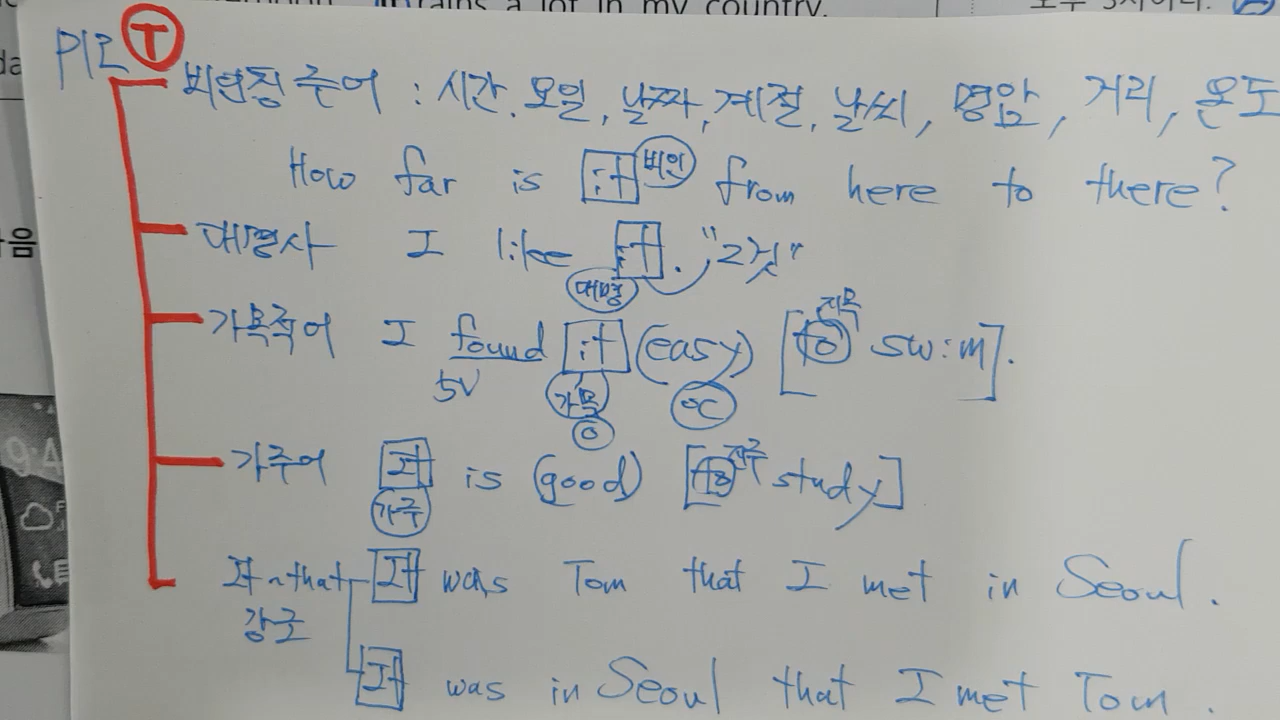 rains a lot in my country.
P12 T
비인칭 주어 : 시간, 요일, 날짜, 계절, 날씨, 명암, 거리, 온도
How far is it 비인 from here to there?
음
대명사 I like it. "그것"
대명
진목
가목적어 I found it (easy) [to swim].
5V 가목 OC
O
9:4
진주
가주어 It is (good) [to study]
가주
It ~ that It was Tom that I met in Seoul.
강조
It was in Seoul that I met Tom.